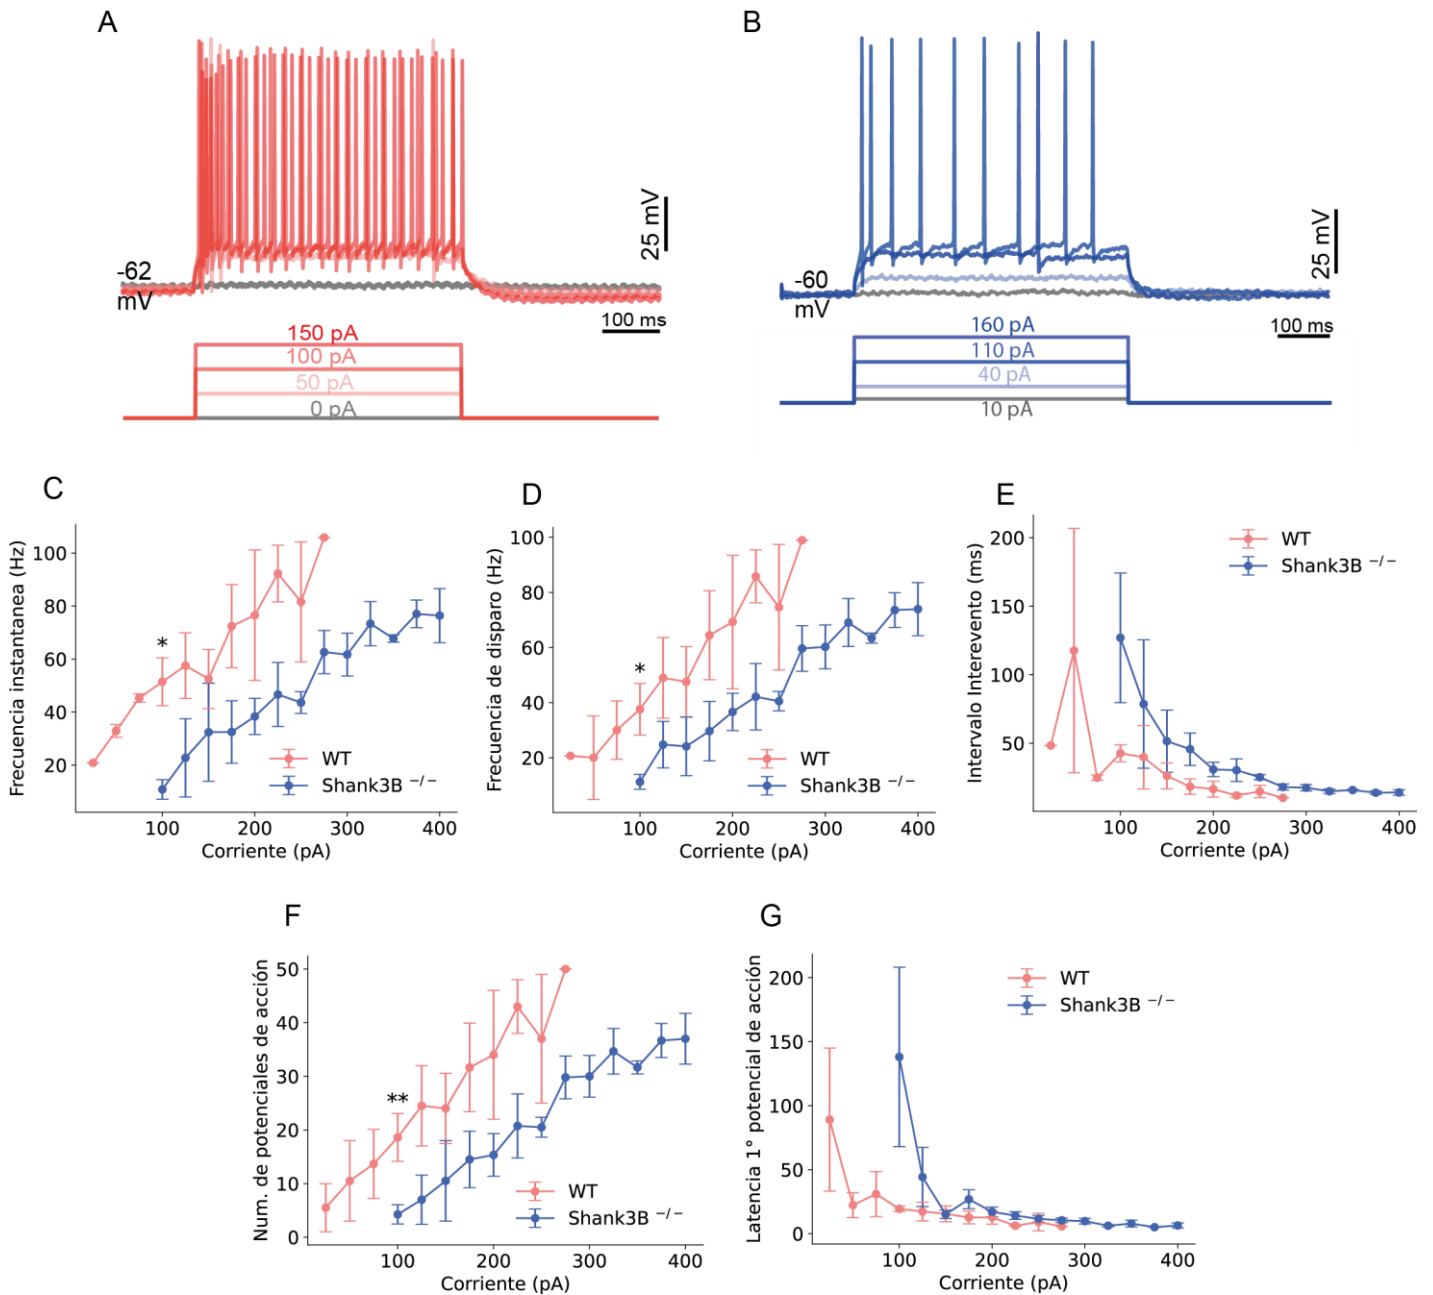 A
B
25 mV
25 mV
-62
mV
-60
mV
100 ms
100 ms
150 pA
100 pA
50 pA
0 pA
160 pA
110 pA
40 pA
10 pA
C
D
E
Frecuencia instantanea (Hz)
100
80
60
40
20
*
WT
Shank3B ⁻/⁻
100 200 300 400
Corriente (pA)
Frecuencia de disparo (Hz)
100
80
60
40
20
*
WT
Shank3B ⁻/⁻
100 200 300 400
Corriente (pA)
Intervalo Interevento (ms)
200
150
100
50
WT
Shank3B ⁻/⁻
100 200 300 400
Corriente (pA)
F
G
Num. de potenciales de acción
50
40
30
20
10
0
**
WT
Shank3B ⁻/⁻
100 200 300 400
Corriente (pA)
Latencia 1° potencial de acción
200
150
100
50
0
WT
Shank3B ⁻/⁻
100 200 300 400
Corriente (pA)